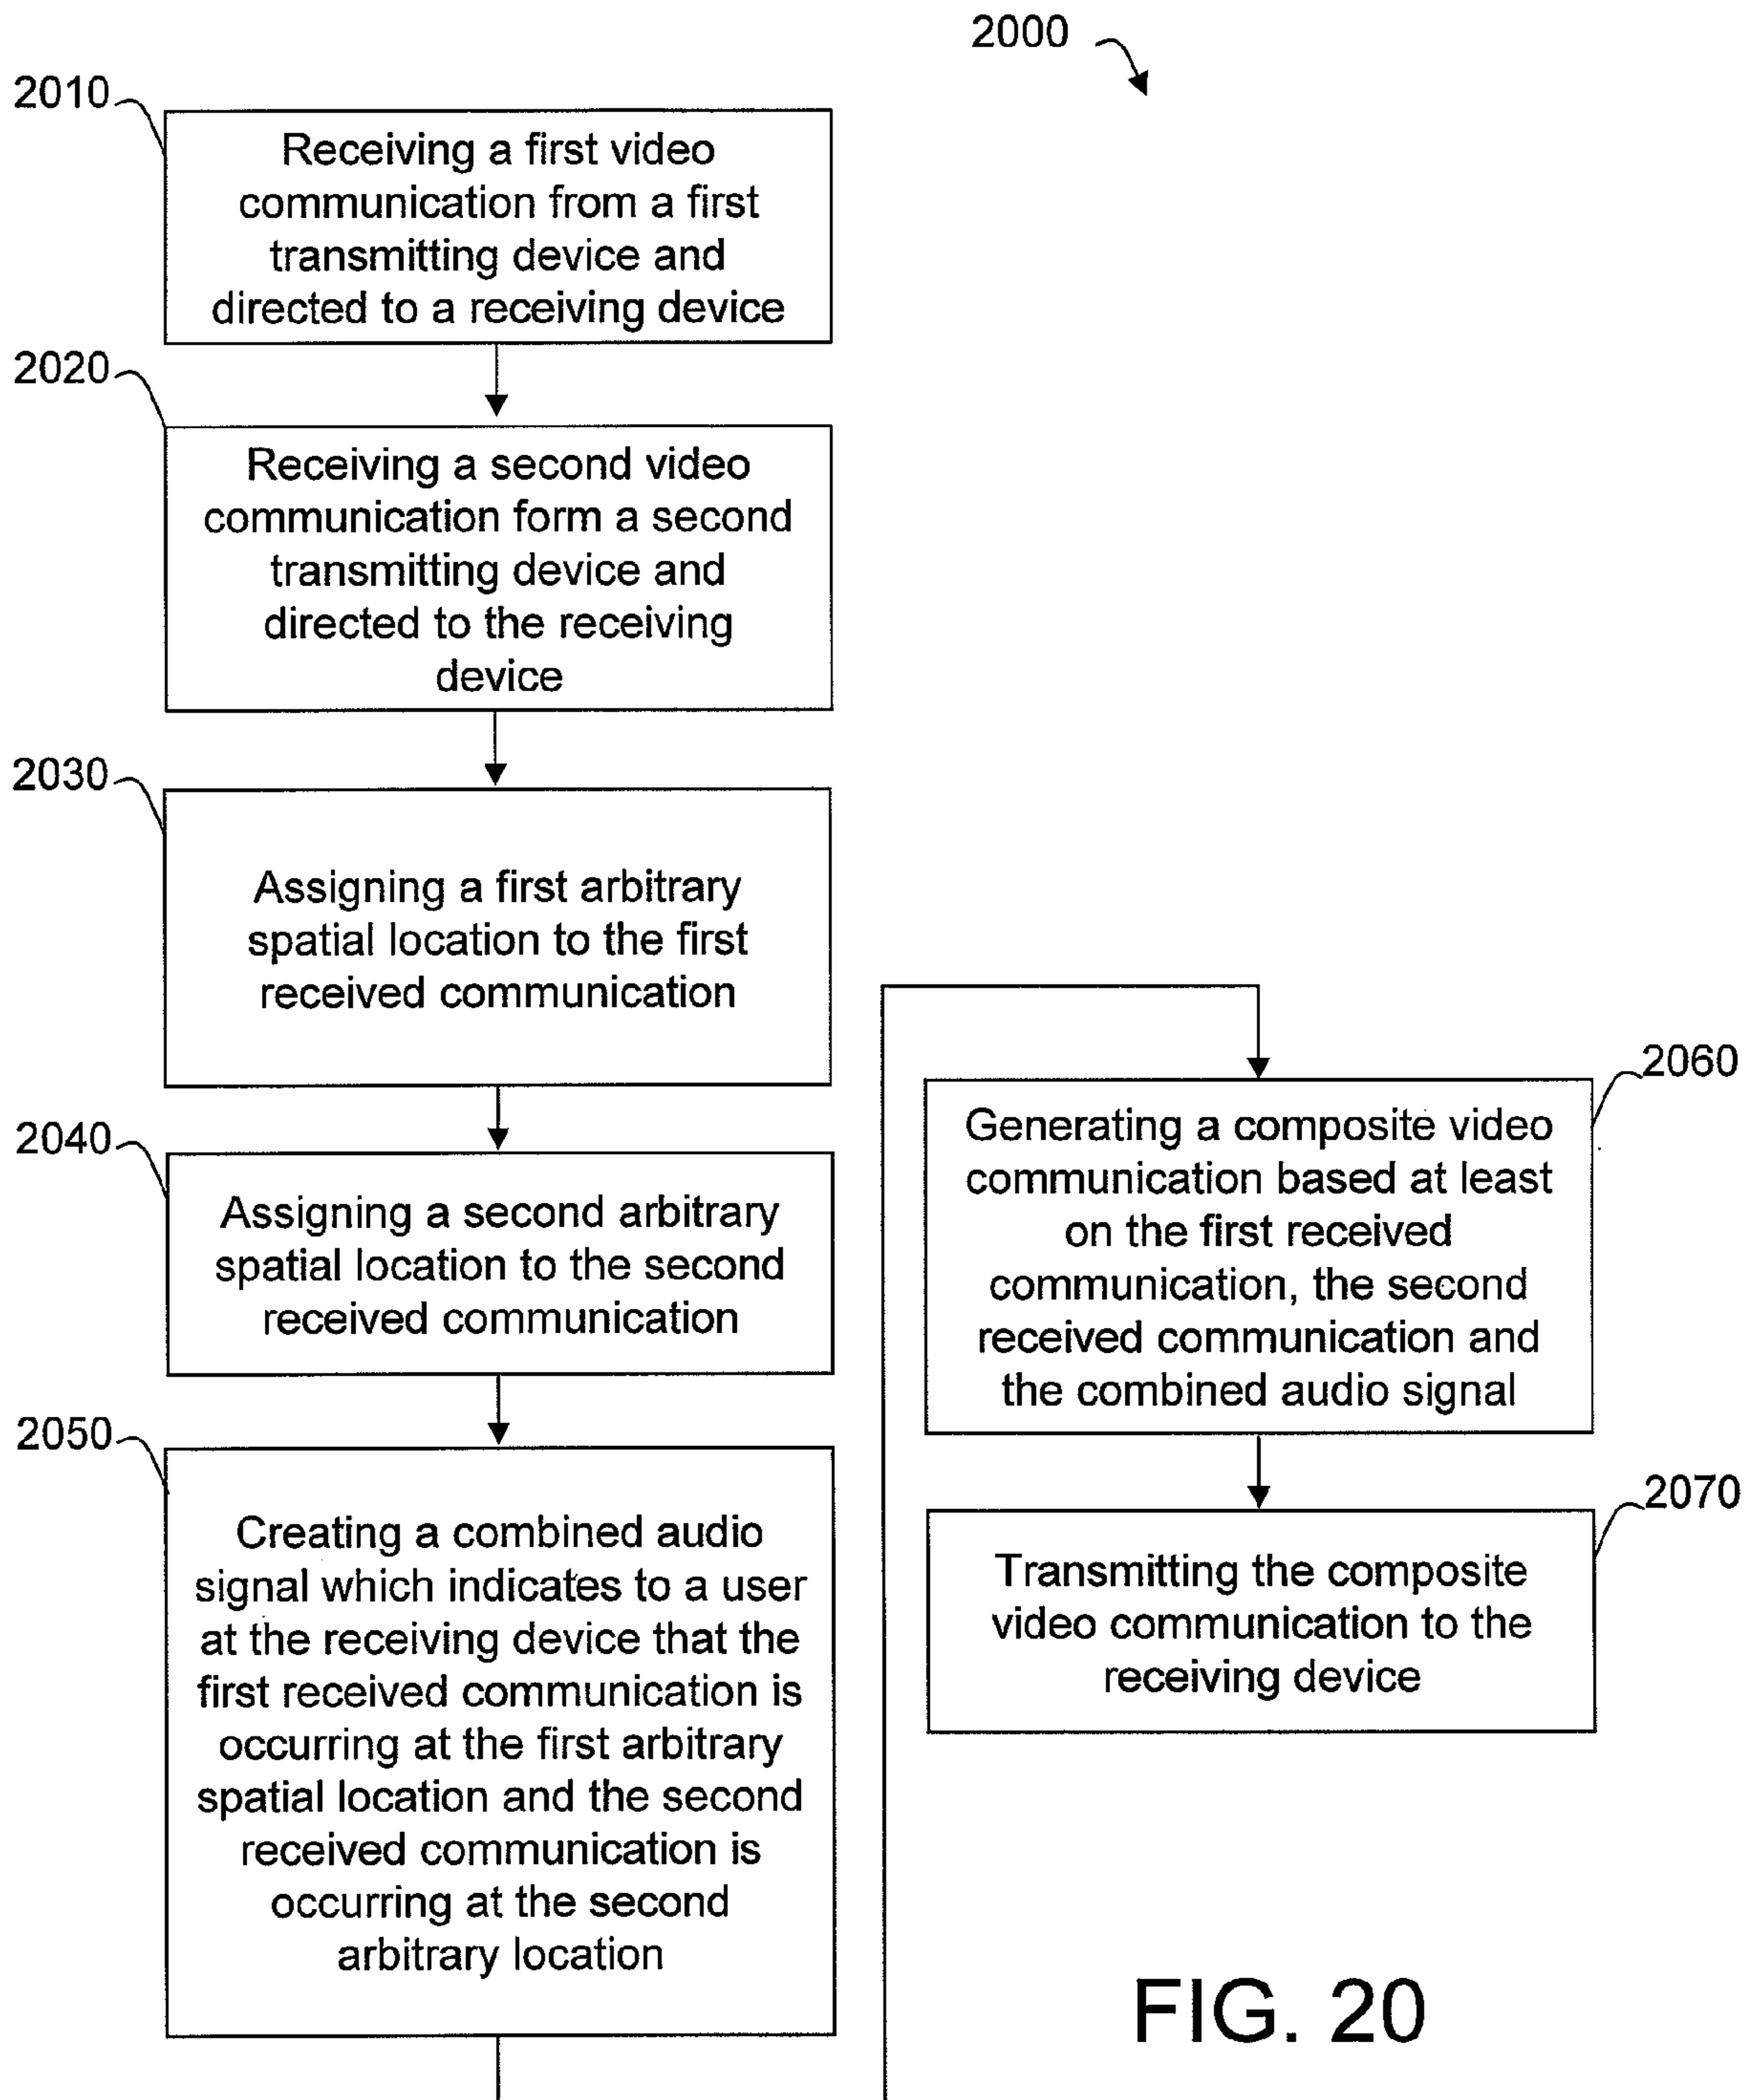 2000
2010
Receiving a first video
communication from a first
transmitting device and
directed to a receiving device
2020
Receiving a second video
communication form a second
transmitting device and
directed to the receiving
device
2030
Assigning a first arbitrary
spatial location to the first
received communication
2040
Assigning a second arbitrary
spatial location to the second
received communication
2050
Creating a combined audio
signal which indicates to a user
at the receiving device that the
first received communication is
occurring at the first arbitrary
spatial location and the second
received communication is
occurring at the second
arbitrary location
2060
Generating a composite video
communication based at least
on the first received
communication, the second
received communication and
the combined audio signal
2070
Transmitting the composite
video communication to the
receiving device
FIG. 20